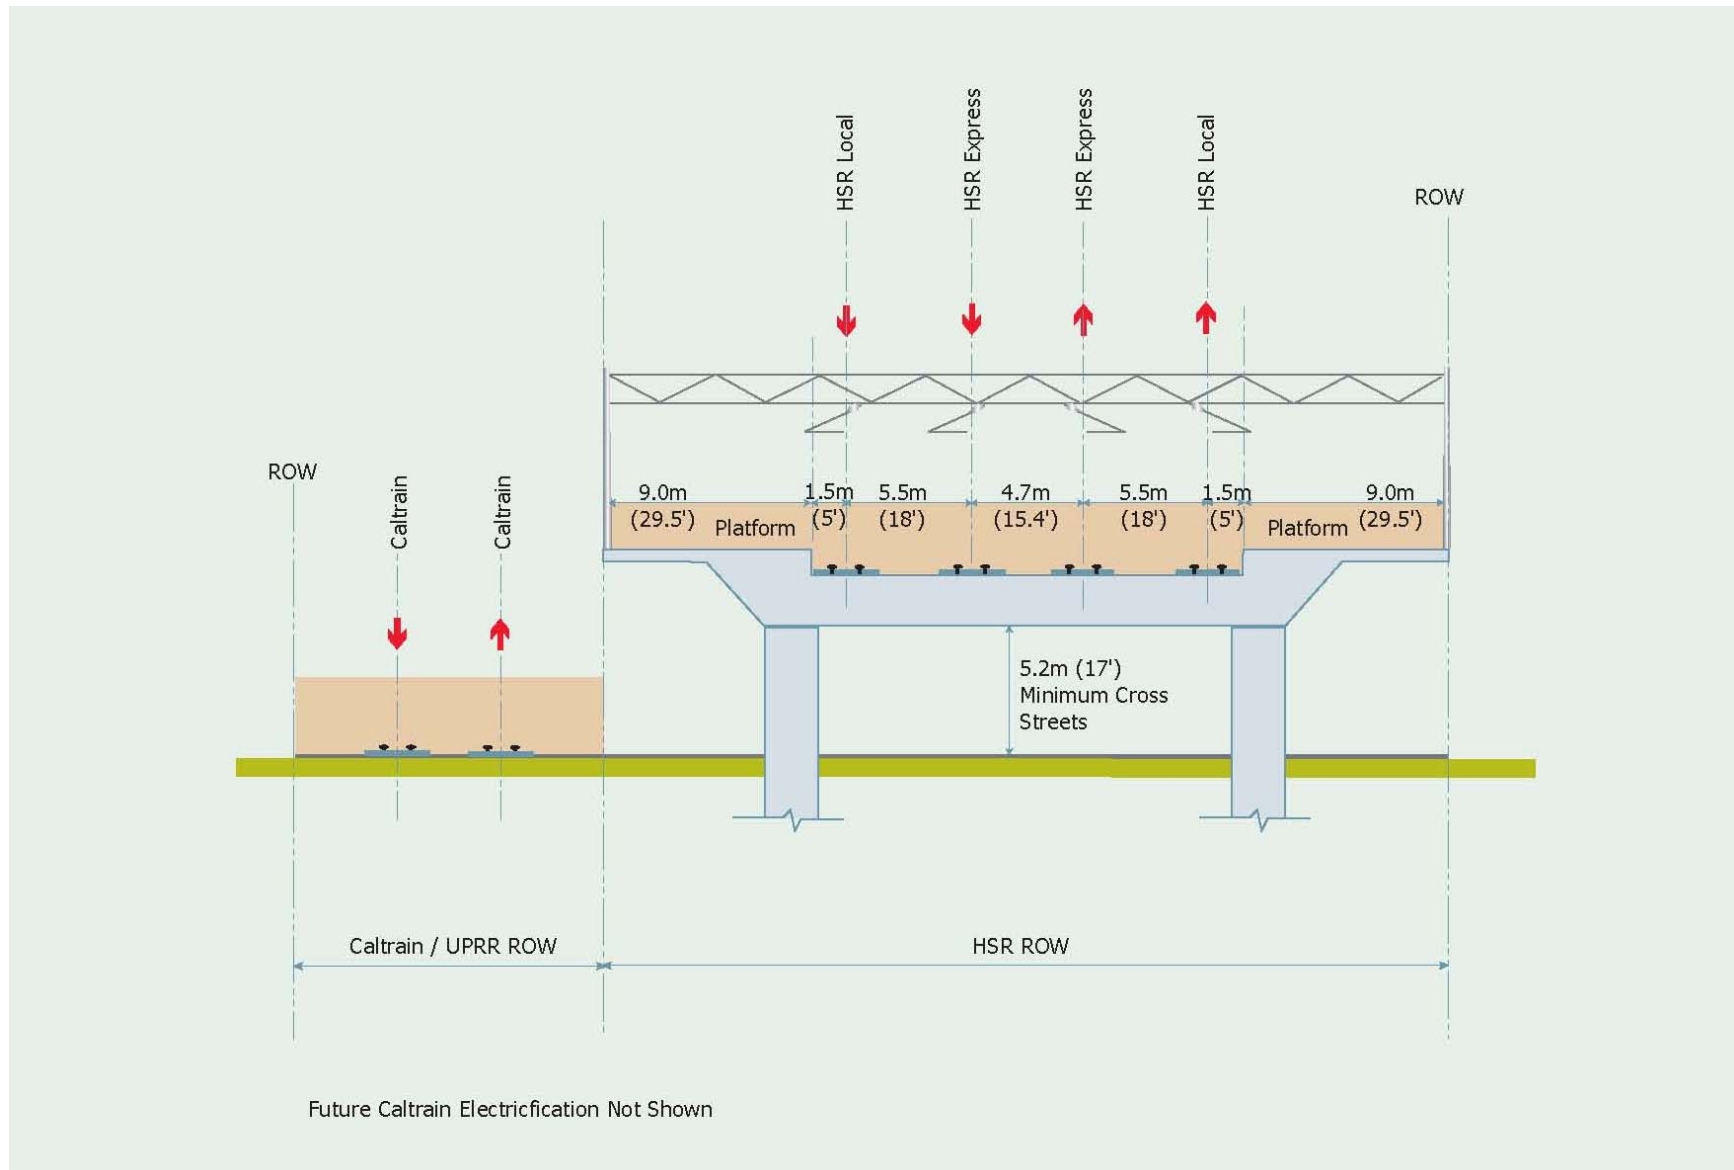 HSR Local
HSR Express
HSR Express
HSR Local
ROW
ROW
Caltrain
Caltrain
9.0m
(29.5')
Platform
1.5m
(5')
5.5m
(18')
4.7m
(15.4')
5.5m
(18')
1.5m
(5')
Platform
9.0m
(29.5')
5.2m (17')
Minimum Cross
Streets
Caltrain / UPRR ROW
HSR ROW
Future Caltrain Electricfication Not Shown